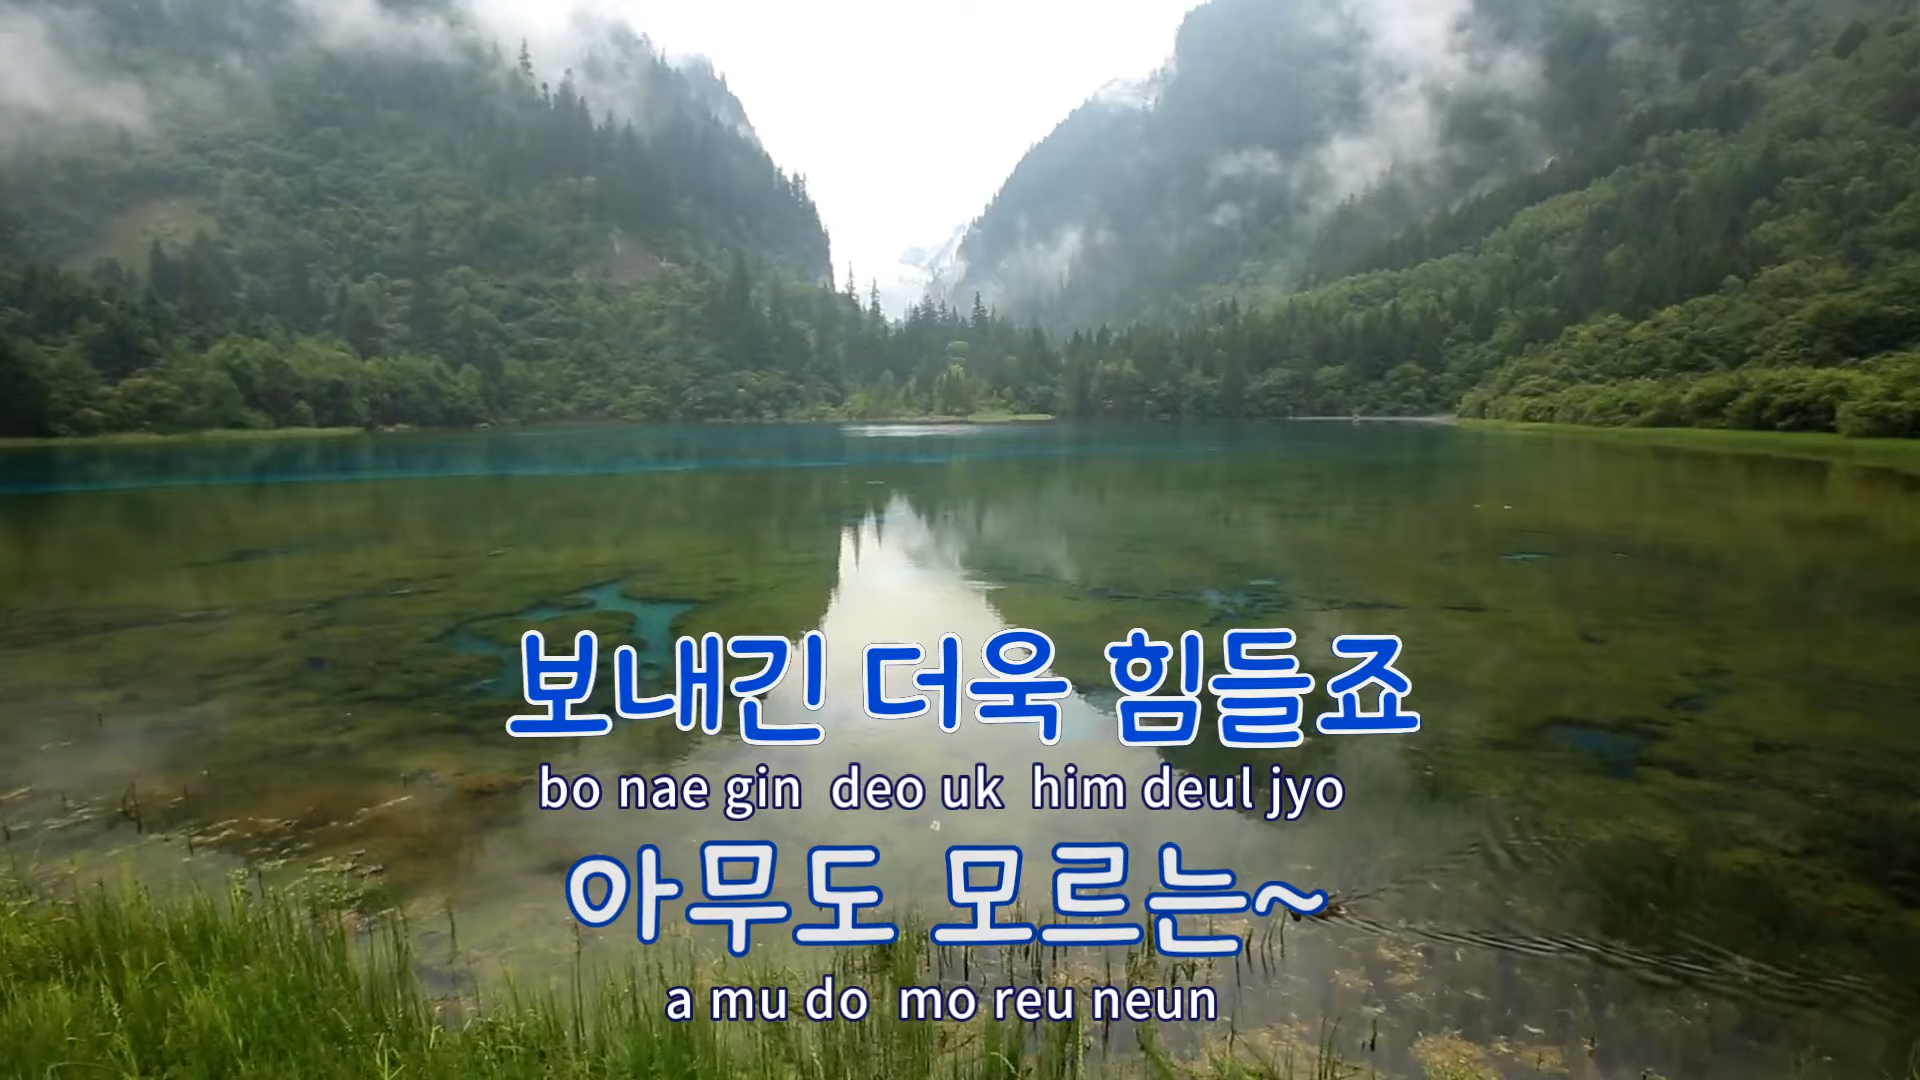 보내긴 더욱 힘들죠
bo nae gin deo uk him deul jyo
아무도 모르는~
a mu do mo reu neun